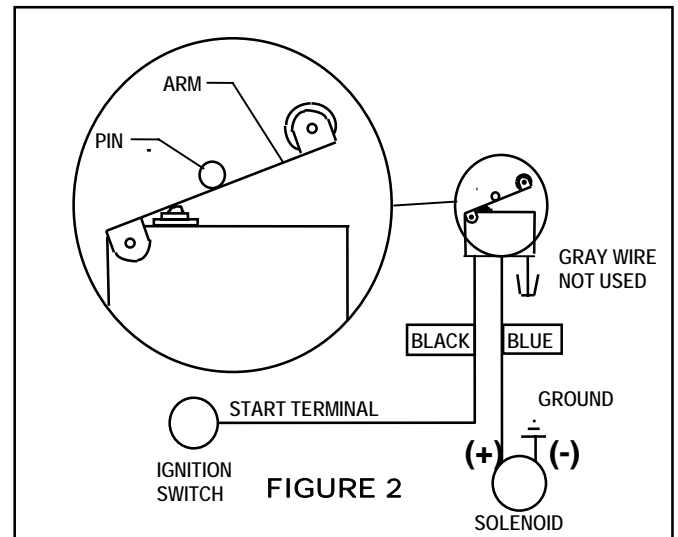 ARM
PIN
GRAY WIRE
NOT USED
BLACK
BLUE
START TERMINAL
GROUND
(+)
(-)
IGNITION
SWITCH
FIGURE 2
SOLENOID